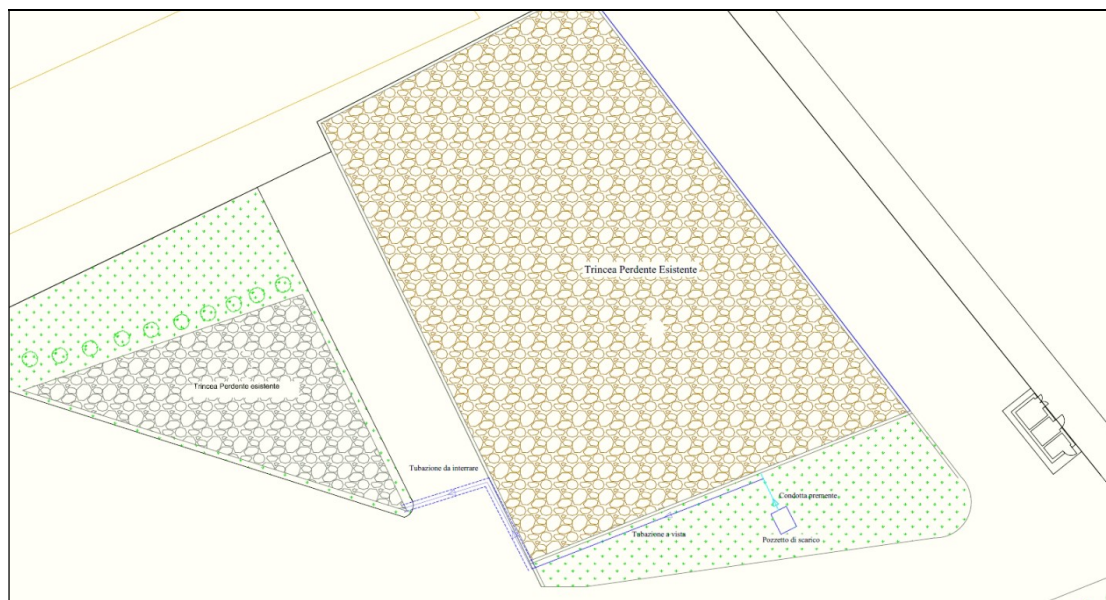 Trincea Perdente Esistente
Trincea Perdente esistente
Tubazione da interrare
Condotta premente
Tubazione a vista
Pozzetto di scarico